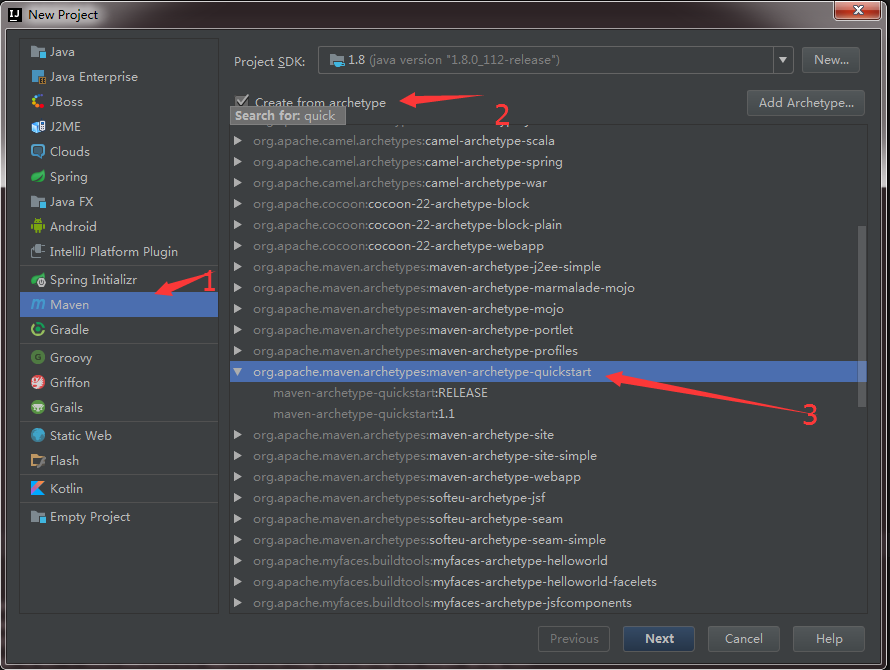 New Project
Java
Java Enterprise
JBoss
J2ME
Clouds
Spring
Java FX
Android
IntelliJ Platform Plugin
Spring Initializr
Maven
Gradle
Groovy
Griffon
Grails
Static Web
Flash
Kotlin
Empty Project
1
Project SDK: 1.8 (java version "1.8.0_112-release")
New...
Create from archetype
2
Add Archetype...
Search for: quick
org.apache.camel.archetypes:camel-archetype-scala
org.apache.camel.archetypes:camel-archetype-spring
org.apache.camel.archetypes:camel-archetype-war
org.apache.cocoon:cocoon-22-archetype-block
org.apache.cocoon:cocoon-22-archetype-block-plain
org.apache.cocoon:cocoon-22-archetype-webapp
org.apache.maven.archetypes:maven-archetype-j2ee-simple
org.apache.maven.archetypes:maven-archetype-marmalade-mojo
org.apache.maven.archetypes:maven-archetype-mojo
org.apache.maven.archetypes:maven-archetype-portlet
org.apache.maven.archetypes:maven-archetype-profiles
org.apache.maven.archetypes:maven-archetype-quickstart
maven-archetype-quickstart:RELEASE
maven-archetype-quickstart:1.1
3
org.apache.maven.archetypes:maven-archetype-site
org.apache.maven.archetypes:maven-archetype-site-simple
org.apache.maven.archetypes:maven-archetype-webapp
org.apache.maven.archetypes:softeu-archetype-jsf
org.apache.maven.archetypes:softeu-archetype-seam
org.apache.maven.archetypes:softeu-archetype-seam-simple
org.apache.myfaces.buildtools:myfaces-archetype-helloworld
org.apache.myfaces.buildtools:myfaces-archetype-helloworld-facelets
org.apache.myfaces.buildtools:myfaces-archetype-jsfcomponents
Previous
Next
Cancel
Help